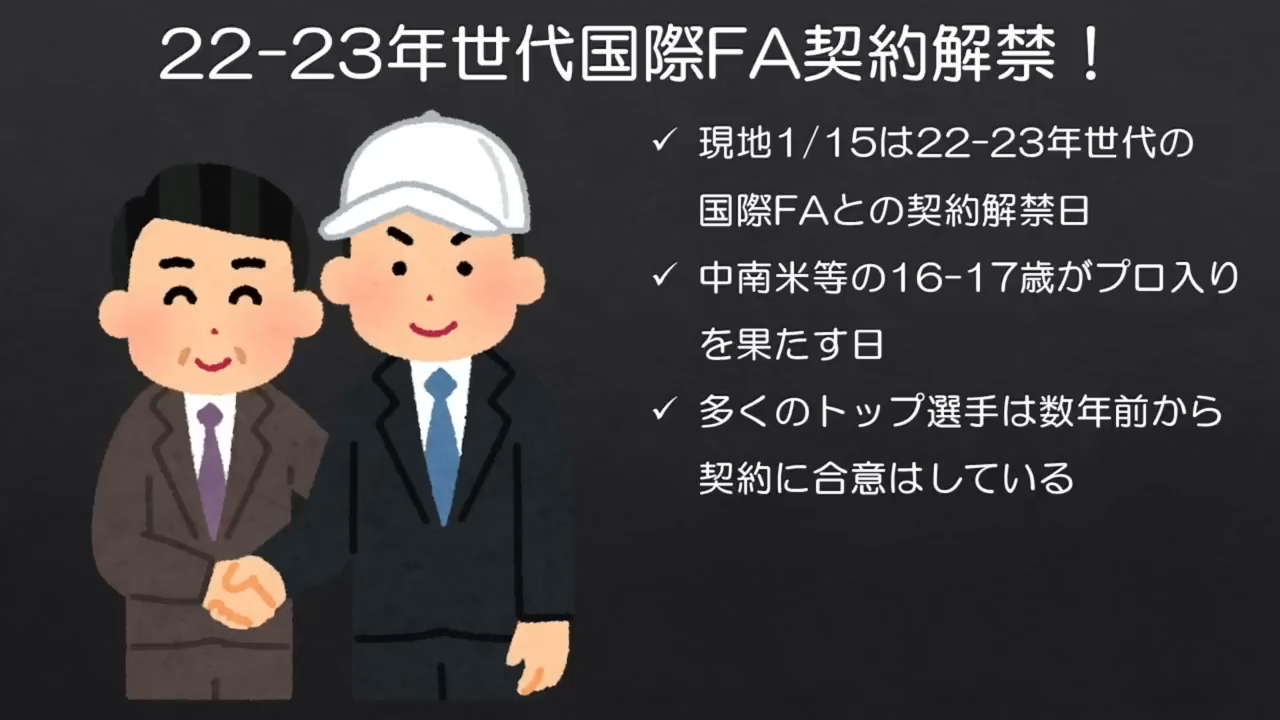 22-23年世代国際FA契約解禁！
✓ 現地1/15は22-23年世代の
国際FAとの契約解禁日
✓ 中南米等の16-17歳がプロ入り
を果たす日
✓ 多くのトップ選手は数年前から
契約に合意はしている